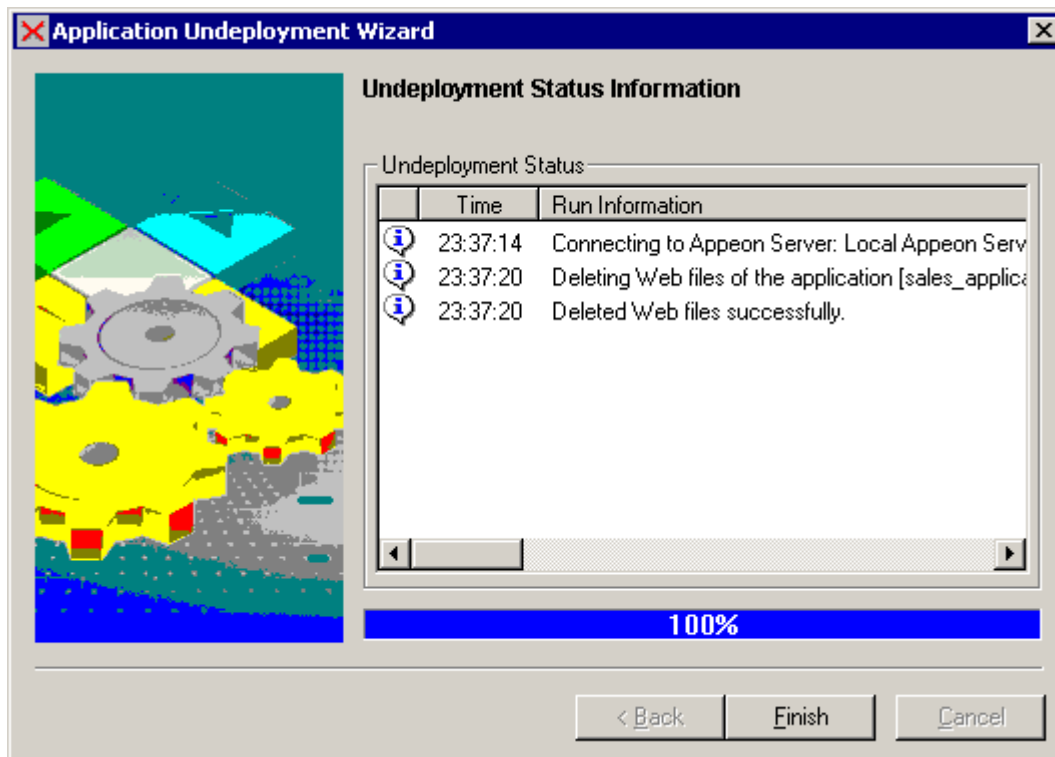 Application Undeployment Wizard
Undeployment Status Information
Undeployment Status
Time Run Information
23:37:14 Connecting to Appeon Server: Local Appeon Serv
23:37:20 Deleting Web files of the application [sales_applica
23:37:20 Deleted Web files successfully.
100%
< Back Finish Cancel